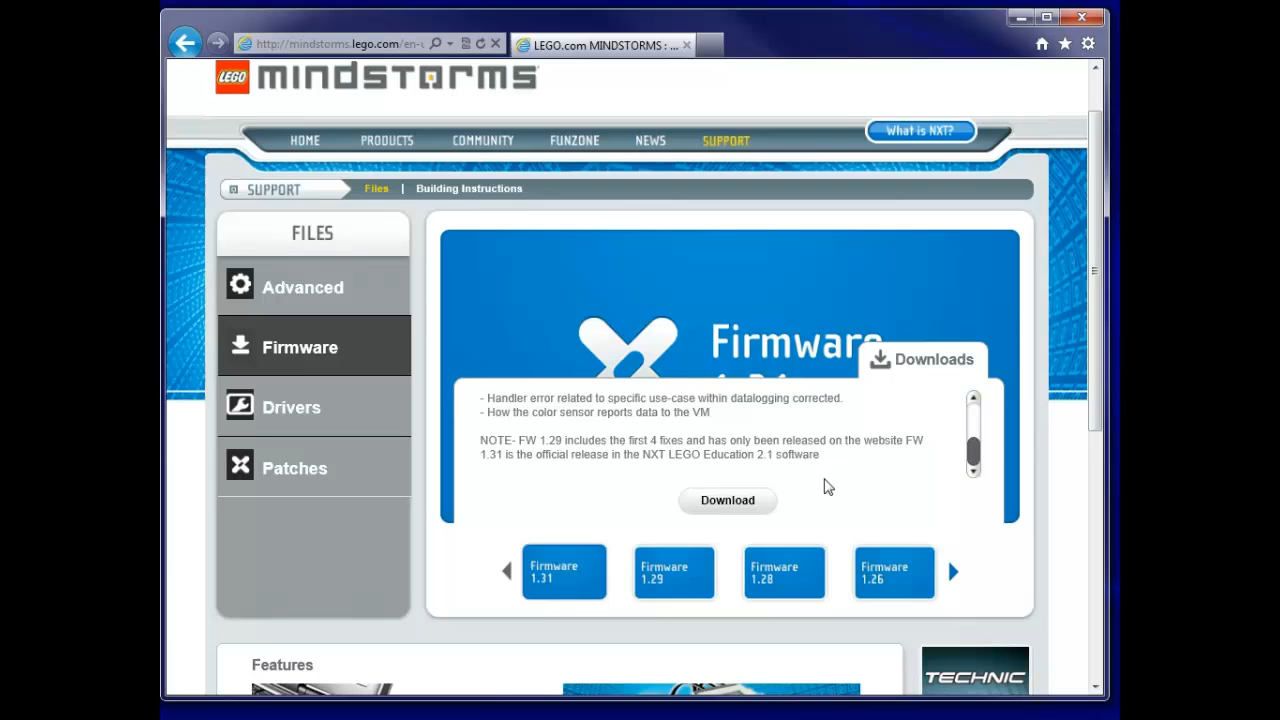 http://mindstorms.lego.com/en-u
LEGO.com MINDSTORMS : ...
LEGO
mindstorms
HOME
PRODUCTS
COMMUNITY
FUNZONE
NEWS
SUPPORT
What is NXT?
SUPPORT
Files | Building Instructions
FILES
Advanced
Firmware
Drivers
Patches
Firmware
Downloads
- Handler error related to specific use-case within datalogging corrected.
- How the color sensor reports data to the VM
NOTE- FW 1.29 includes the first 4 fixes and has only been released on the website FW
1.31 is the official release in the NXT LEGO Education 2.1 software
Download
Firmware
1.31
Firmware
1.29
Firmware
1.28
Firmware
1.26
Features
TECHNIC